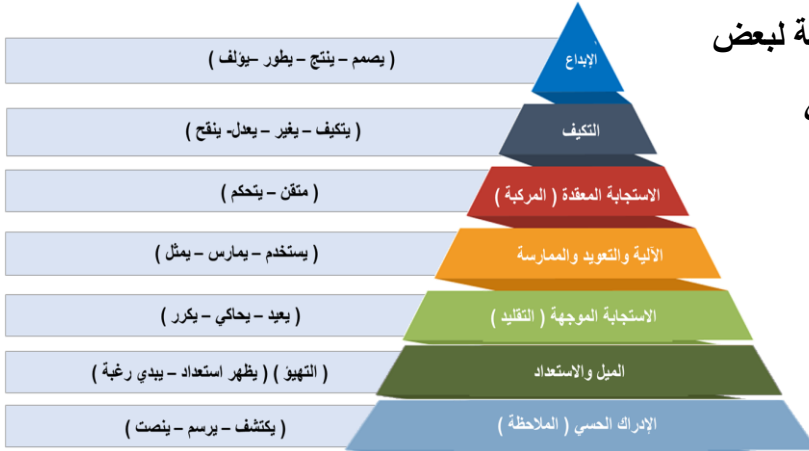 لبعض
الإبداع
( يصمم – ينتج – يطور –يؤلف )
التكيف
( يتكيف – يغير – يعدل- ينقح )
الاستجابة المعقدة ( المركبة )
( متقن – يتحكم )
الآلية والتعويد والممارسة
( يستخدم – يمارس – يمثل )
الاستجابة الموجهة ( التقليد )
( يعيد – يحاكي – يكرر )
الميل والاستعداد
( التهيؤ ) ( يظهر استعداد – يبدي رغبة )
الإدراك الحسي ( الملاحظة )
( يكتشف – يرسم – ينصت )